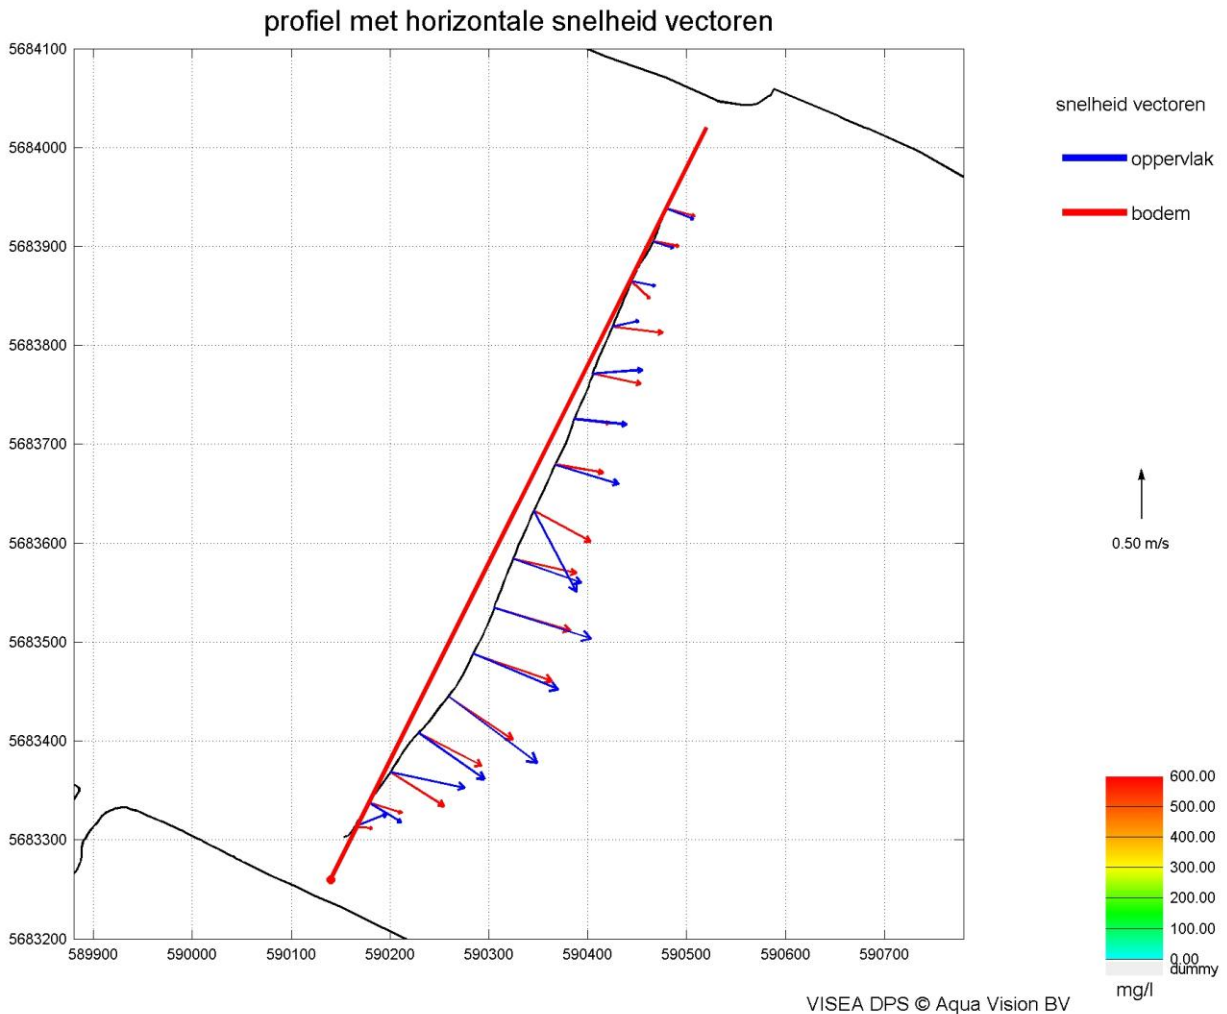 profiel met horizontale snelheid vectoren
5684100
5684000
5683900
5683800
5683700
5683600
5683500
5683400
5683300
5683200
589900 590000 590100 590200 590300 590400 590500 590600 590700
snelheid vectoren
oppervlak
bodem
0.50 m/s
600.00
500.00
400.00
300.00
200.00
100.00
0.00
dummy
mg/l
VISEA DPS © Aqua Vision BV